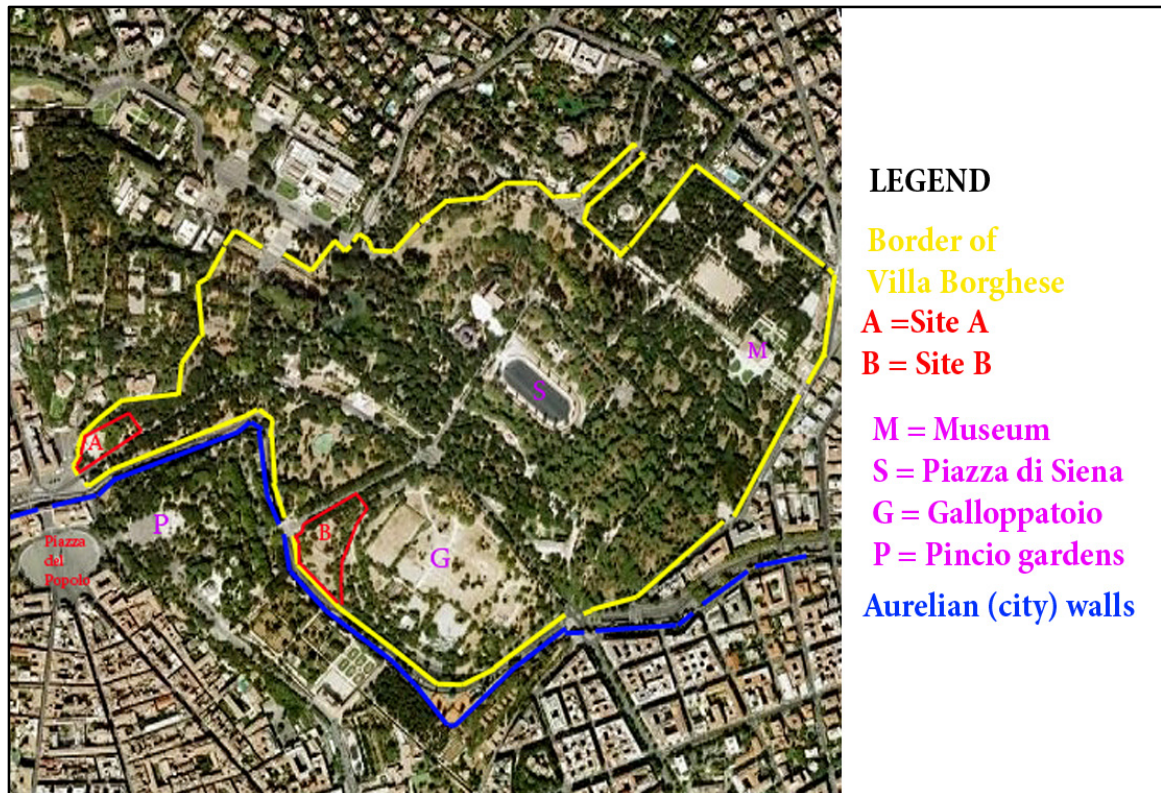 A
B
M
S
G
P
Piazza
del
Popolo
LEGEND
Border of
Villa Borghese
A =Site A
B = Site B
M = Museum
S = Piazza di Siena
G = Galloppatoio
P = Pincio gardens
Aurelian (city) walls